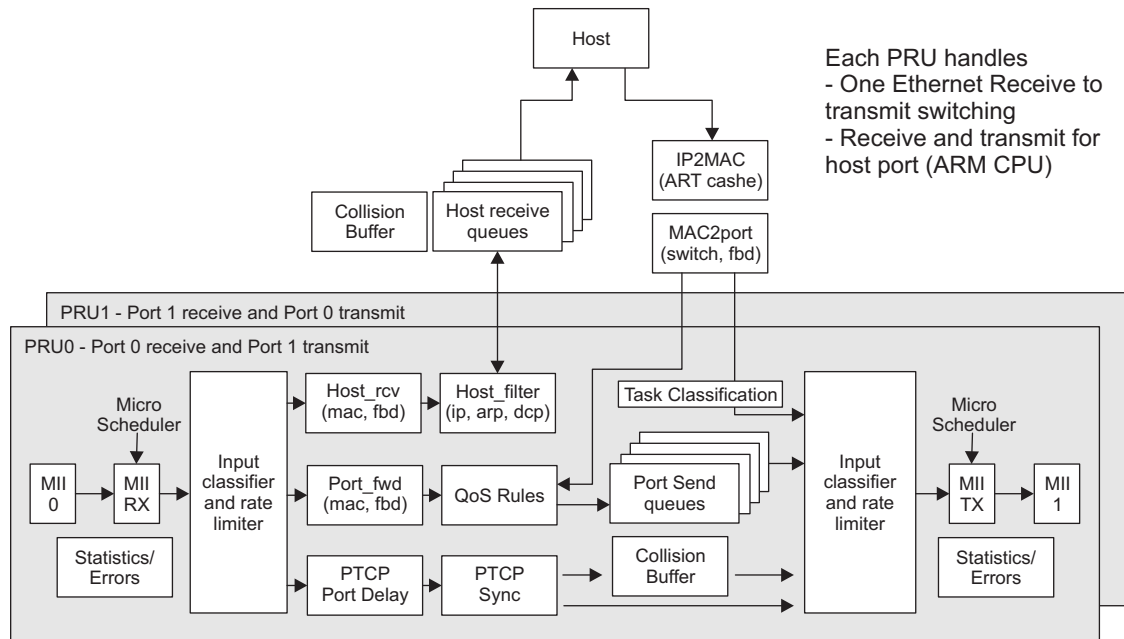 Host
Each PRU handles
- One Ethernet Receive to
transmit switching
- Receive and transmit for
host port (ARM CPU)
IP2MAC
(ART cashe)
Collision
Buffer
Host receive
queues
MAC2port
(switch, fbd)
PRU1 - Port 1 receive and Port 0 transmit
PRU0 - Port 0 receive and Port 1 transmit
Micro
Scheduler
Host_rcv
(mac, fbd)
Host_filter
(ip, arp, dcp)
Task Classification
Micro
Scheduler
MII
0
MII
RX
Input
classifier
and rate
limiter
Port_fwd
(mac, fbd)
QoS Rules
Port Send
queues
Input
classifier
and rate
limiter
MII
TX
MII
1
Statistics/
Errors
PTCP
Port Delay
PTCP
Sync
Collision
Buffer
Statistics/
Errors